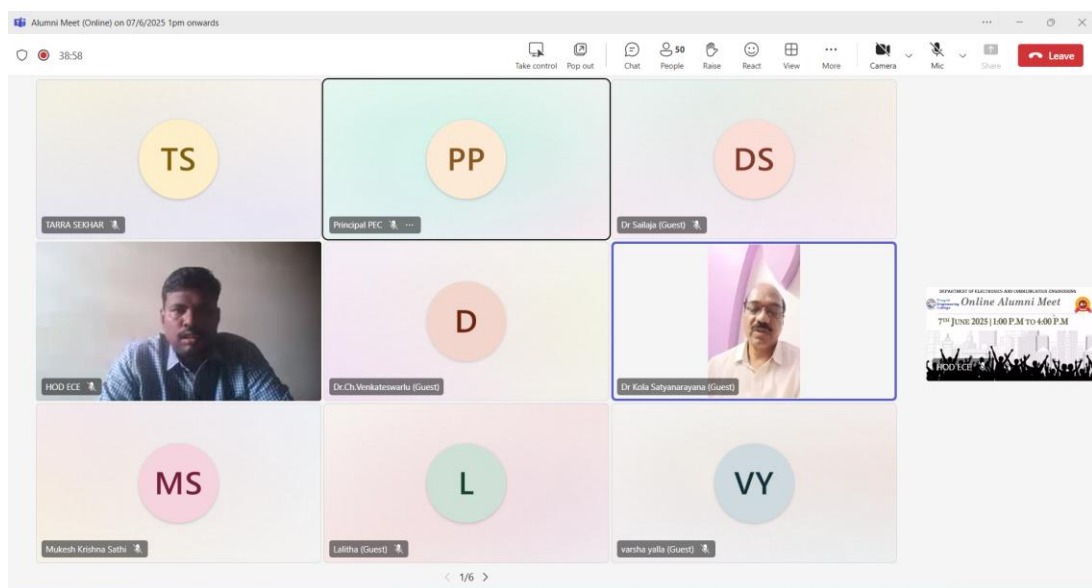 Alumni Meet (Online) on 07/6/2025 1pm onwards
38:58
Take control
Pop out
Chat
50
People
Raise
React
View
More
Camera
Mic
Share
Leave
TS
TARRA SEKHAR
PP
Principal PEC
DS
Dr Sailaja (Guest)
HOD ECE
D
Dr.Ch.Venkateswarlu (Guest)
Dr Kola Satyanarayana (Guest)
DEPARTMENT OF ELECTRONICS AND COMMUNICATION ENGINEERING
Engineering
College
Online Alumni Meet
7TH JUNE 2025 | 1:00 P.M TO 4:00 P.M
HOD ECE
MS
Mukesh Krishna Sathi
L
Lalitha (Guest)
VY
varsha yalla (Guest)
1/6